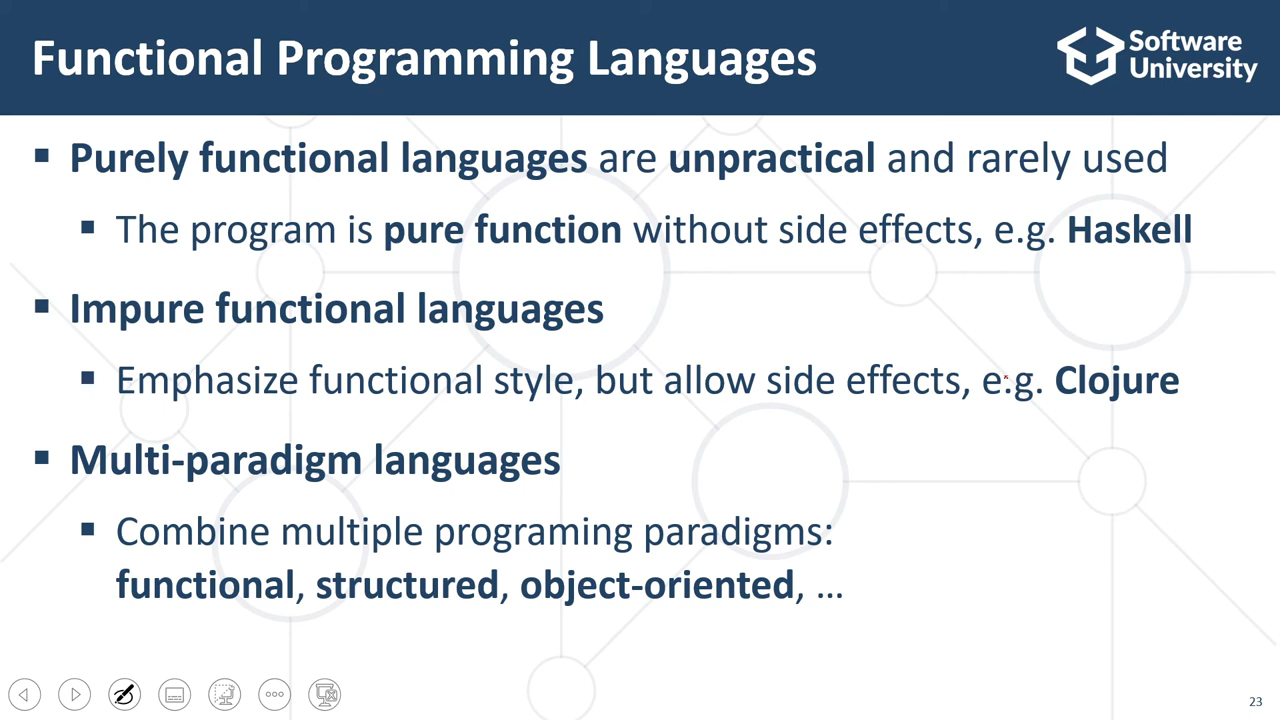 Functional Programming Languages
Software
University
▪ Purely functional languages are unpractical and rarely used
▪ The program is pure function without side effects, e.g. Haskell
▪ Impure functional languages
▪ Emphasize functional style, but allow side effects, e.g. Clojure
▪ Multi-paradigm languages
▪ Combine multiple programing paradigms:
functional, structured, object-oriented, …
23